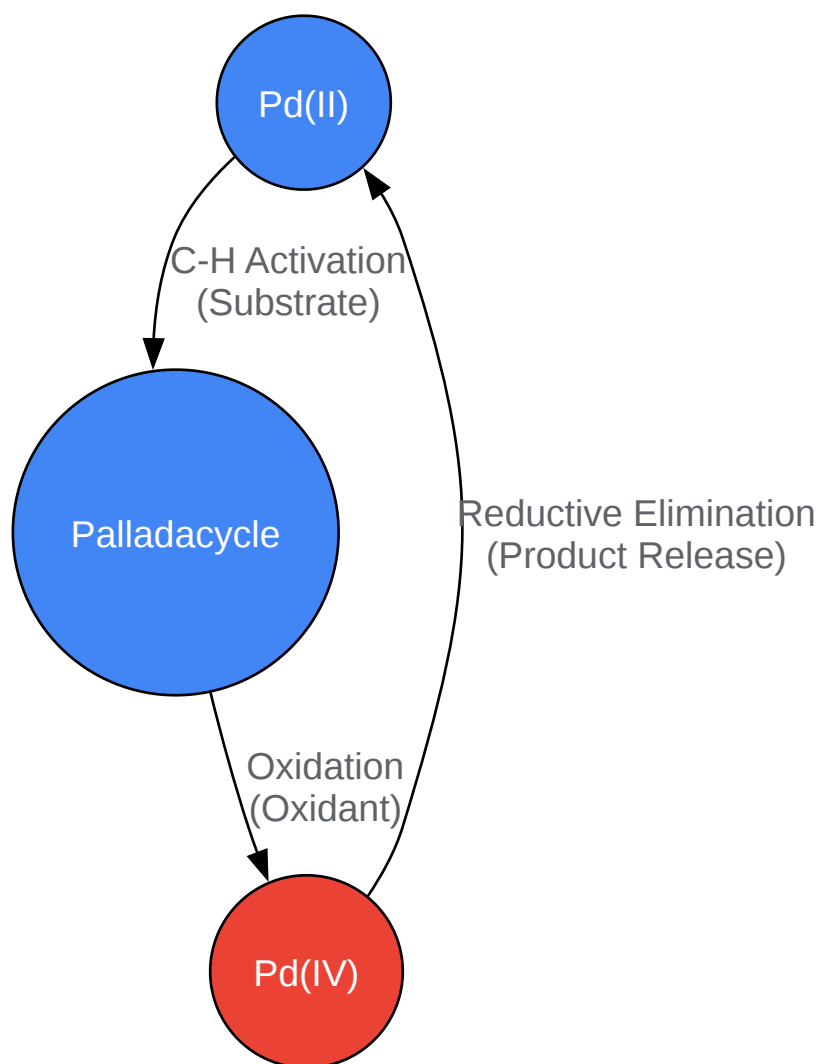 Pd(II)
C-H Activation
(Substrate)
Palladacycle
Reductive Elimination
(Product Release)
Oxidation
(Oxidant)
Pd(IV)